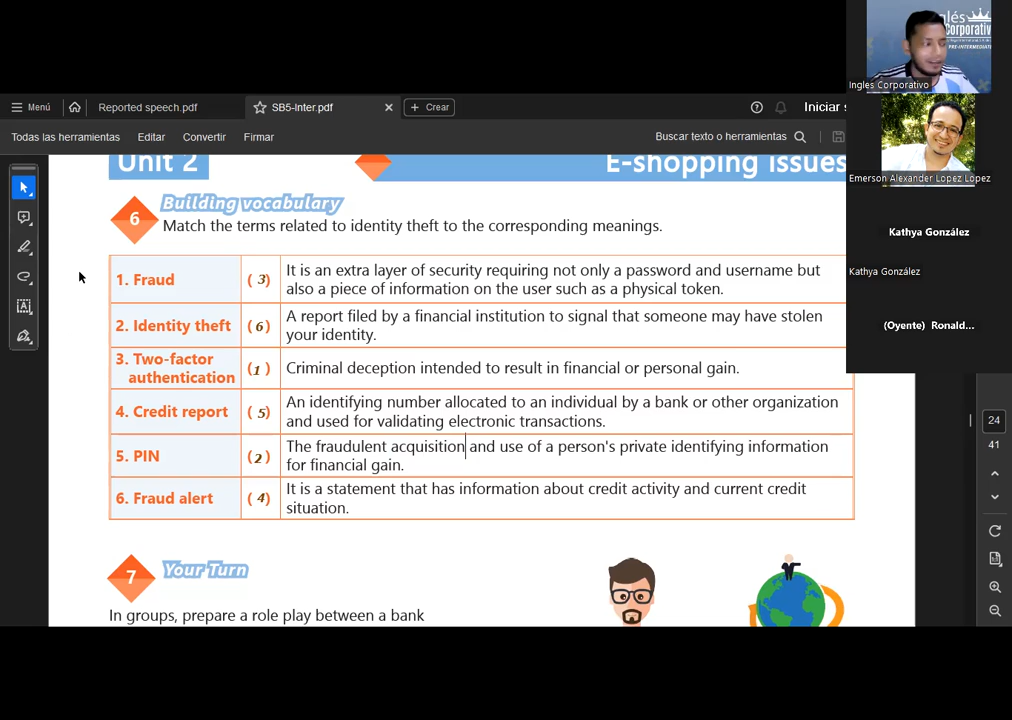 nglés
Corporativo
PRE-INTERMEDIATE
Ingles Corporativo
Menú
Reported speech.pdf
SB5-Inter.pdf
Crear
Iniciar s
Todas las herramientas
Editar
Convertir
Firmar
Buscar texto o herramientas
Emerson Alexander Lopez Lopez
Kathya González
Kathya González
(Oyente) Ronald...
Unit 2
E-shopping issues
6
Building vocabulary
Match the terms related to identity theft to the corresponding meanings.
1. Fraud
( 3 )
It is an extra layer of security requiring not only a password and username but
also a piece of information on the user such as a physical token.
2. Identity theft
( 6 )
A report filed by a financial institution to signal that someone may have stolen
your identity.
3. Two-factor
authentication
( 1 )
Criminal deception intended to result in financial or personal gain.
4. Credit report
( 5 )
An identifying number allocated to an individual by a bank or other organization
and used for validating electronic transactions.
5. PIN
( 2 )
The fraudulent acquisition and use of a person's private identifying information
for financial gain.
6. Fraud alert
( 4 )
It is a statement that has information about credit activity and current credit
situation.
24
41
7
Your Turn
In groups, prepare a role play between a bank